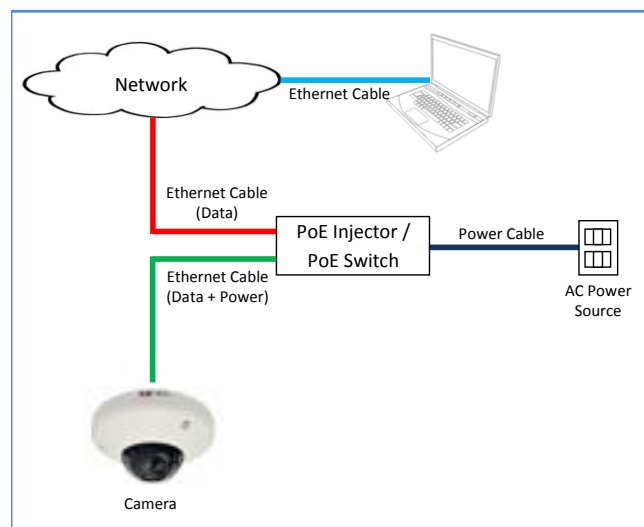 Network
Ethernet Cable
Ethernet Cable
(Data)
PoE Injector /
PoE Switch
Power Cable
Ethernet Cable
(Data + Power)
AC Power
Source
Camera